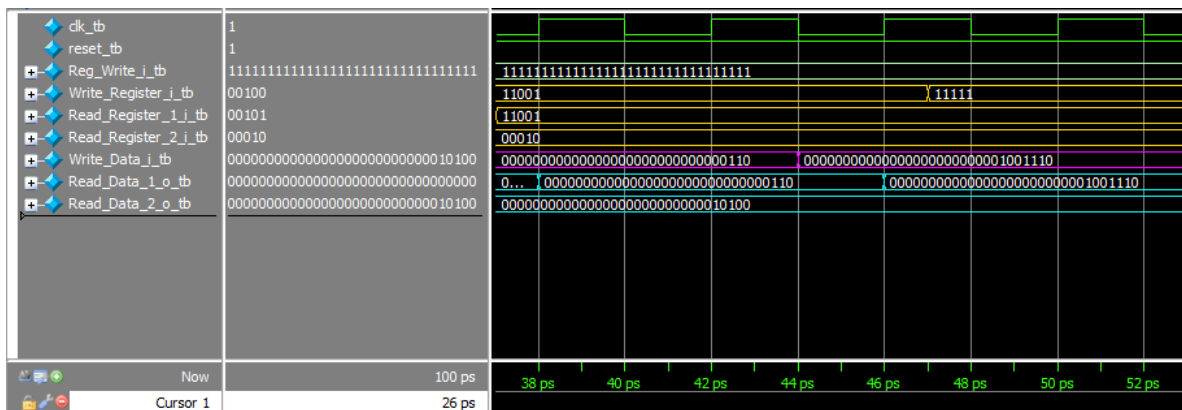 clk_tb 1
reset_tb 1
Reg_Write_i_tb 11111111111111111111111111111111 11111111111111111111111111111111
Write_Register_i_tb 00100 11001 11111
Read_Register_1_i_tb 00101 11001
Read_Register_2_i_tb 00010 00010
Write_Data_i_tb 00000000000000000000000000010100 00000000000000000000000000000110 00000000000000000000000001001110
Read_Data_1_o_tb 00000000000000000000000000000000 0... 00000000000000000000000000000110 00000000000000000000000001001110
Read_Data_2_o_tb 00000000000000000000000000010100 00000000000000000000000000010100
Now 100 ps 38 ps 40 ps 42 ps 44 ps 46 ps 48 ps 50 ps 52 ps
Cursor 1 26 ps